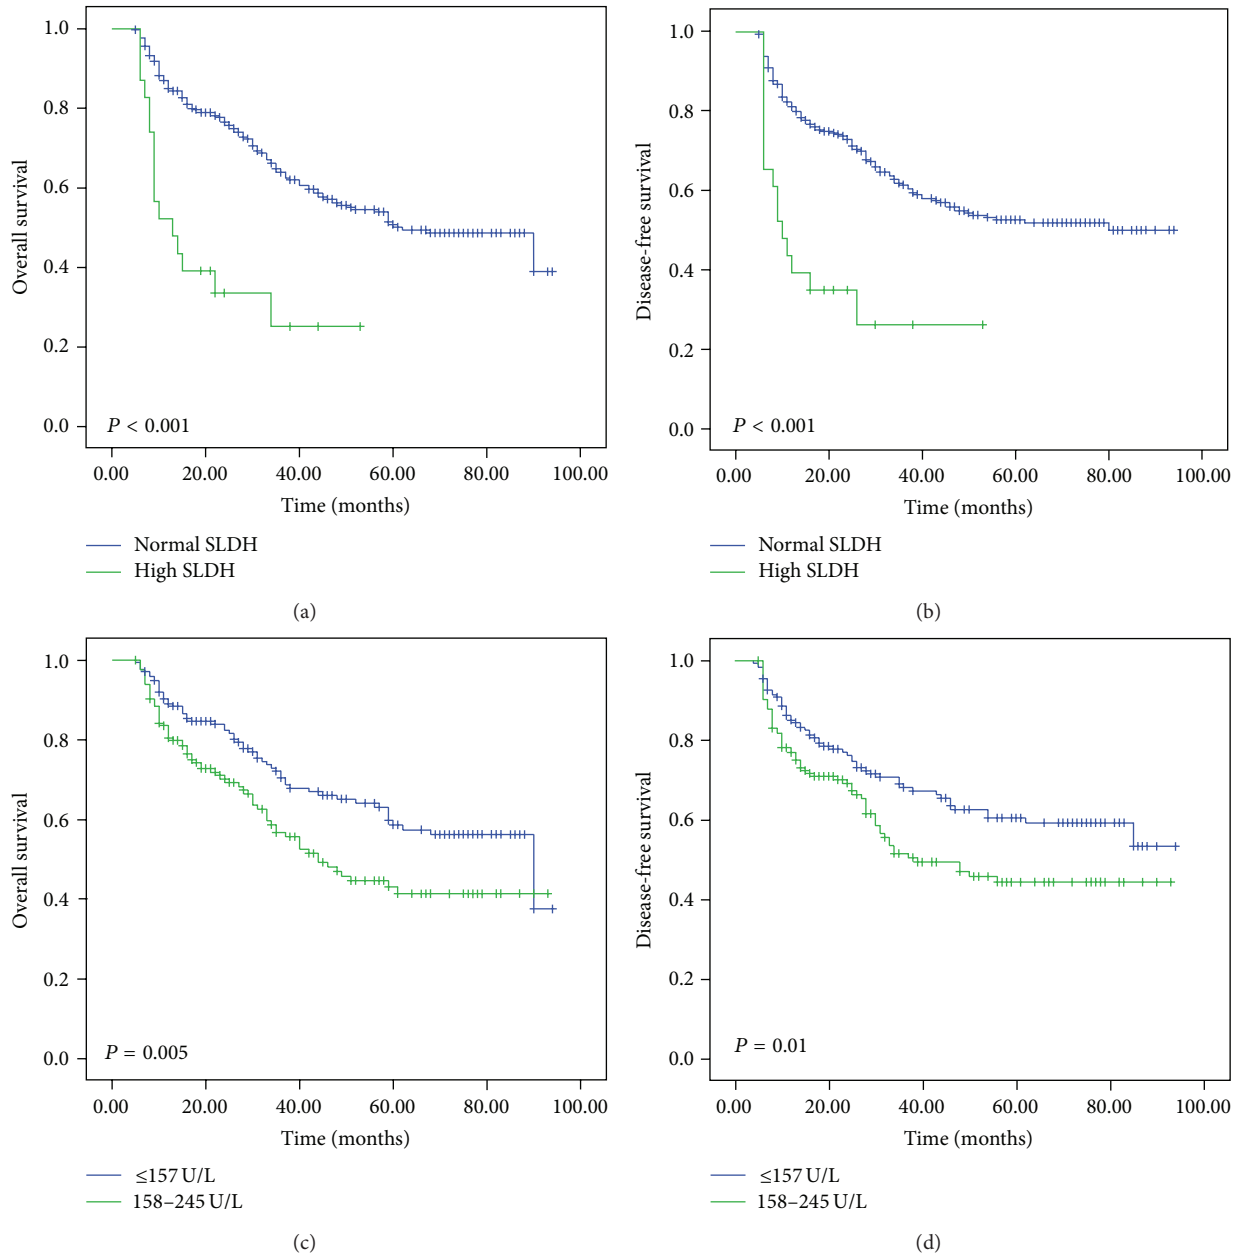 1.0
0.8
0.6
0.4
0.2
0.0
Overall survival
P < 0.001
0.00 20.00 40.00 60.00 80.00 100.00
Time (months)
Normal SLDH
High SLDH
(a)
1.0
0.8
0.6
0.4
0.2
0.0
Disease-free survival
P < 0.001
0.00 20.00 40.00 60.00 80.00 100.00
Time (months)
Normal SLDH
High SLDH
(b)
1.0
0.8
0.6
0.4
0.2
0.0
Overall survival
P = 0.005
0.00 20.00 40.00 60.00 80.00 100.00
Time (months)
≤157 U/L
158–245 U/L
(c)
1.0
0.8
0.6
0.4
0.2
0.0
Disease-free survival
P = 0.01
0.00 20.00 40.00 60.00 80.00 100.00
Time (months)
≤157 U/L
158–245 U/L
(d)